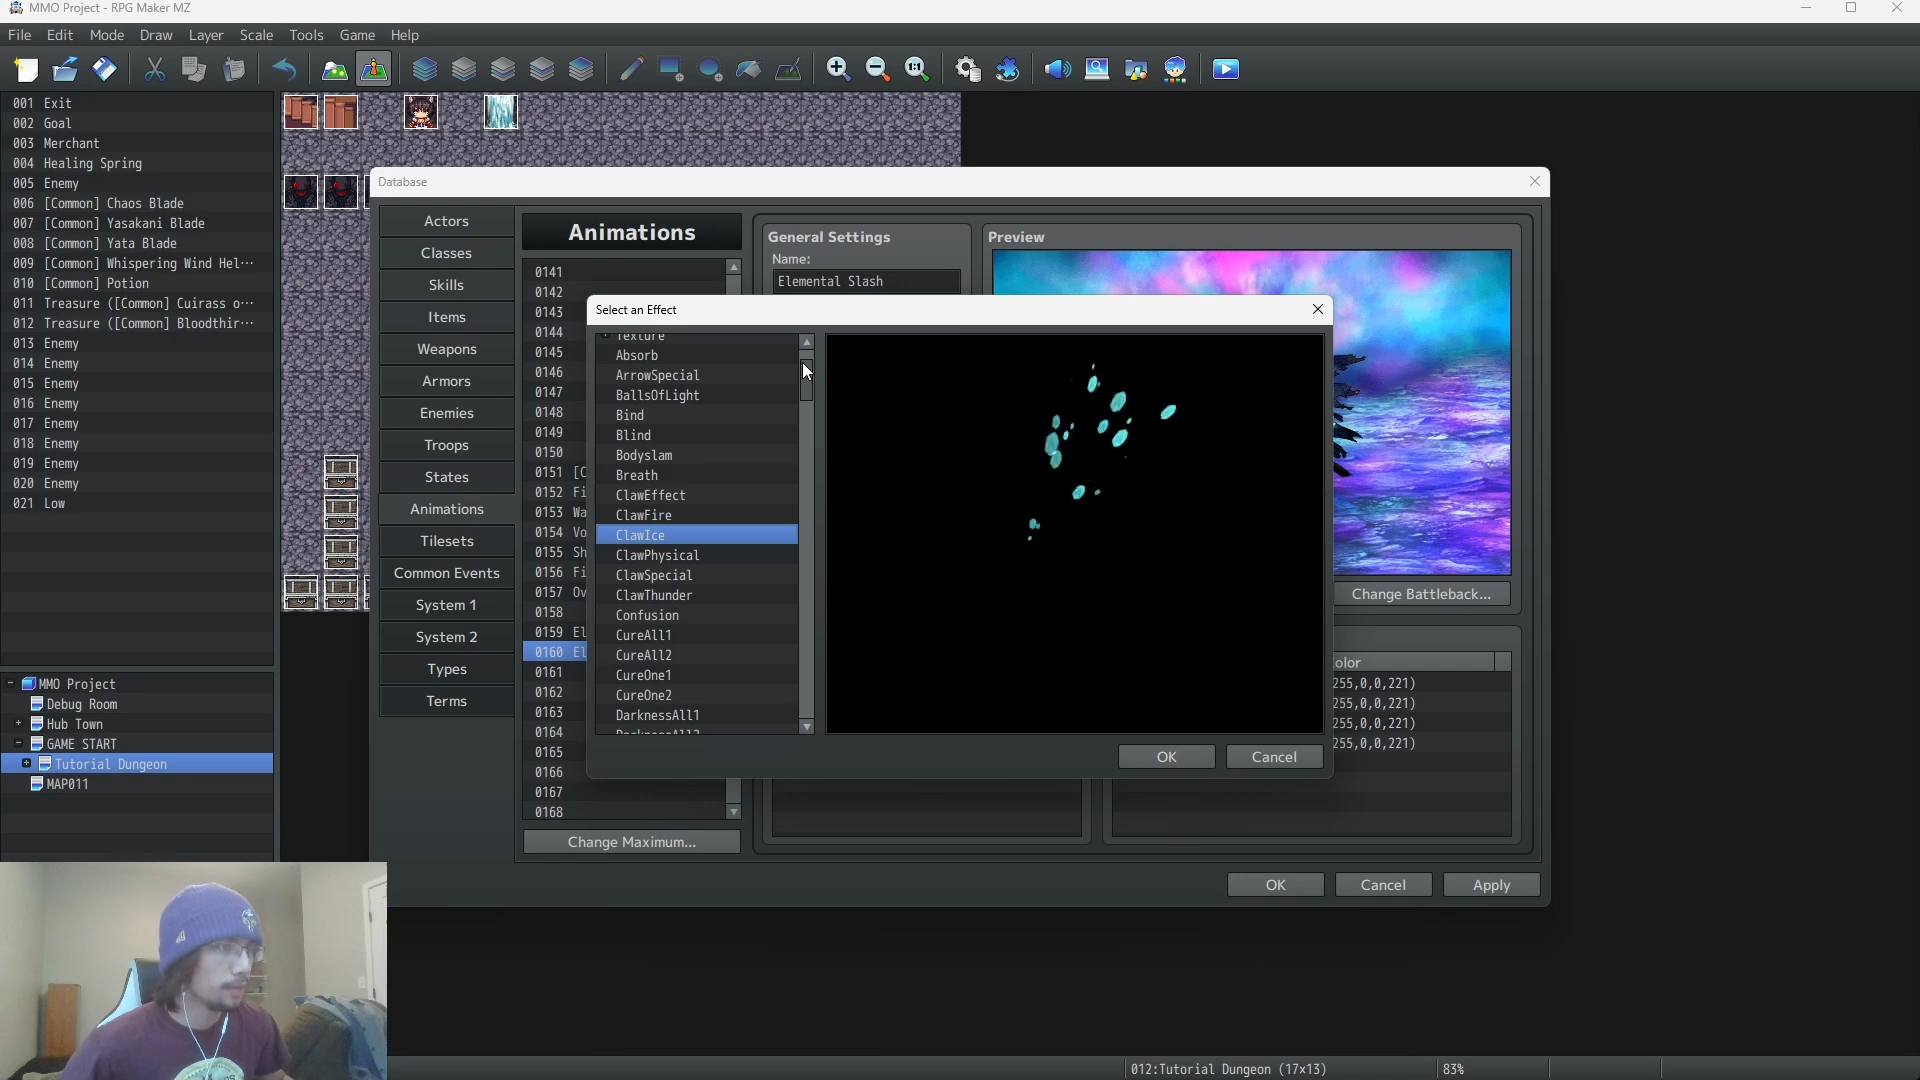 MMO Project - RPG Maker MZ
File Edit Mode Draw Layer Scale Tools Game Help
001 Exit
002 Goal
003 Merchant
004 Healing Spring
005 Enemy
006 [Common] Chaos Blade
007 [Common] Yasakani Blade
008 [Common] Yata Blade
009 [Common] Whispering Wind Hel···
010 [Common] Potion
011 Treasure ([Common] Cuirass o···
012 Treasure ([Common] Bloodthir···
013 Enemy
014 Enemy
015 Enemy
016 Enemy
017 Enemy
018 Enemy
019 Enemy
020 Enemy
021 Low
MMO Project
Debug Room
Hub Town
GAME START
Tutorial Dungeon
MAP011
Database
Actors
Classes
Skills
Items
Weapons
Armors
Enemies
Troops
States
Animations
Tilesets
Common Events
System 1
System 2
Types
Terms
Animations
0141
0142
0143
0144
0145
0146
0147
0148
0149
0150
0151 [C
0152 Fi
0153 Wa
0154 Vo
0155 Sh
0156 Fi
0157 Ov
0158
0159 El
0160 El
0161
0162
0163
0164
0165
0166
0167
0168
Change Maximum...
General Settings
Name:
Elemental Slash
Preview
Change Battleback...
olor
255,0,0,221)
255,0,0,221)
255,0,0,221)
255,0,0,221)
Select an Effect
Texture
Absorb
ArrowSpecial
BallsOfLight
Bind
Blind
Bodyslam
Breath
ClawEffect
ClawFire
ClawIce
ClawPhysical
ClawSpecial
ClawThunder
Confusion
CureAll1
CureAll2
CureOne1
CureOne2
DarknessAll1
OK Cancel
OK Cancel Apply
012:Tutorial Dungeon (17x13) 83%